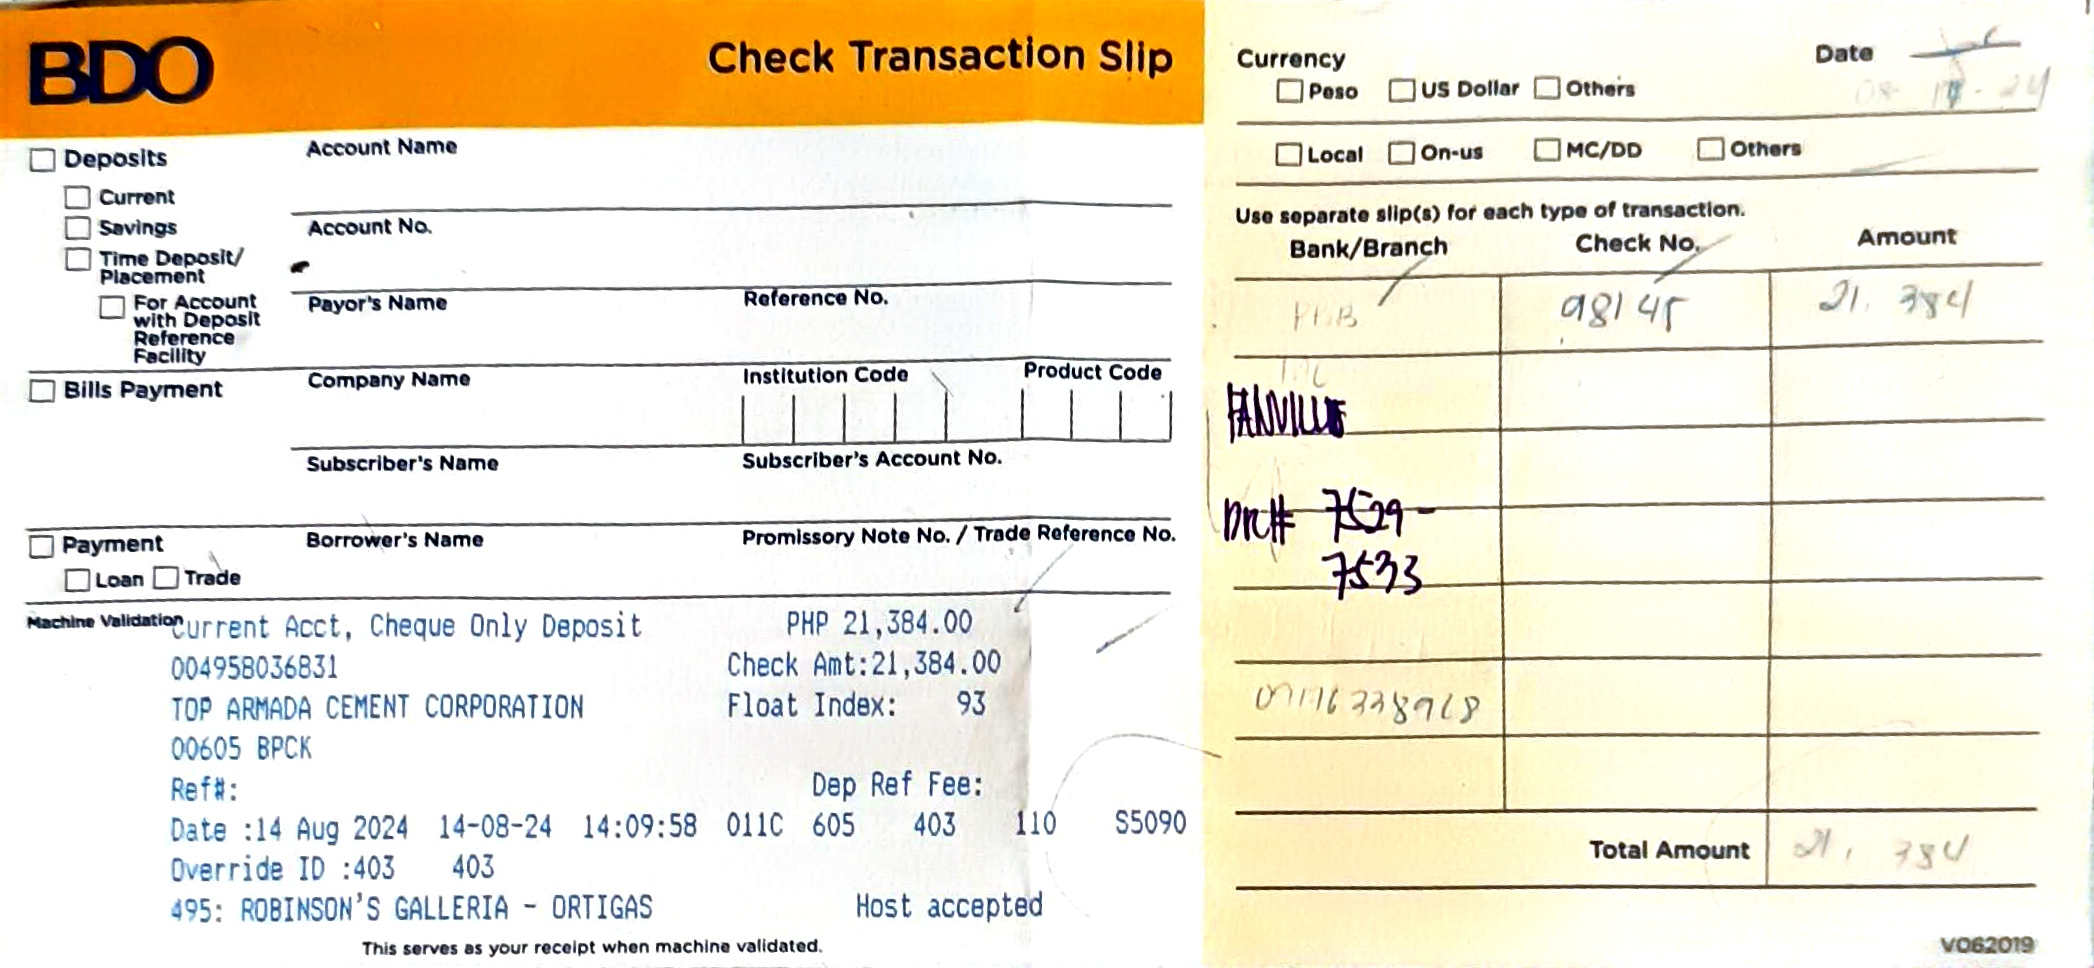 BDO
Check Transaction Slip
Deposits
Current
Savings
Time Deposit/
Placement
For Account
with Deposit
Reference
Facility
Bills Payment
Payment
Loan Trade
Account Name
Account No.
Payor's Name Reference No.
Company Name Institution Code Product Code
Subscriber's Name Subscriber's Account No.
Borrower's Name Promissory Note No. / Trade Reference No.
Machine Validation
Current Acct, Cheque Only Deposit PHP 21,384.00
004958036831 Check Amt:21,384.00
TOP ARMADA CEMENT CORPORATION Float Index: 93
00605 BPCK
Ref#: Dep Ref Fee:
Date :14 Aug 2024 14-08-24 14:09:58 011C 605 403 110 S5090
Override ID :403 403
495: ROBINSON'S GALLERIA - ORTIGAS Host accepted
This serves as your receipt when machine validated.
Currency Date
Peso US Dollar Others
Local On-us MC/DD Others
Use separate slip(s) for each type of transaction.
Bank/Branch Check No. Amount
98145 21,384
DR# 7529-
7533
Total Amount 21,384
V062019